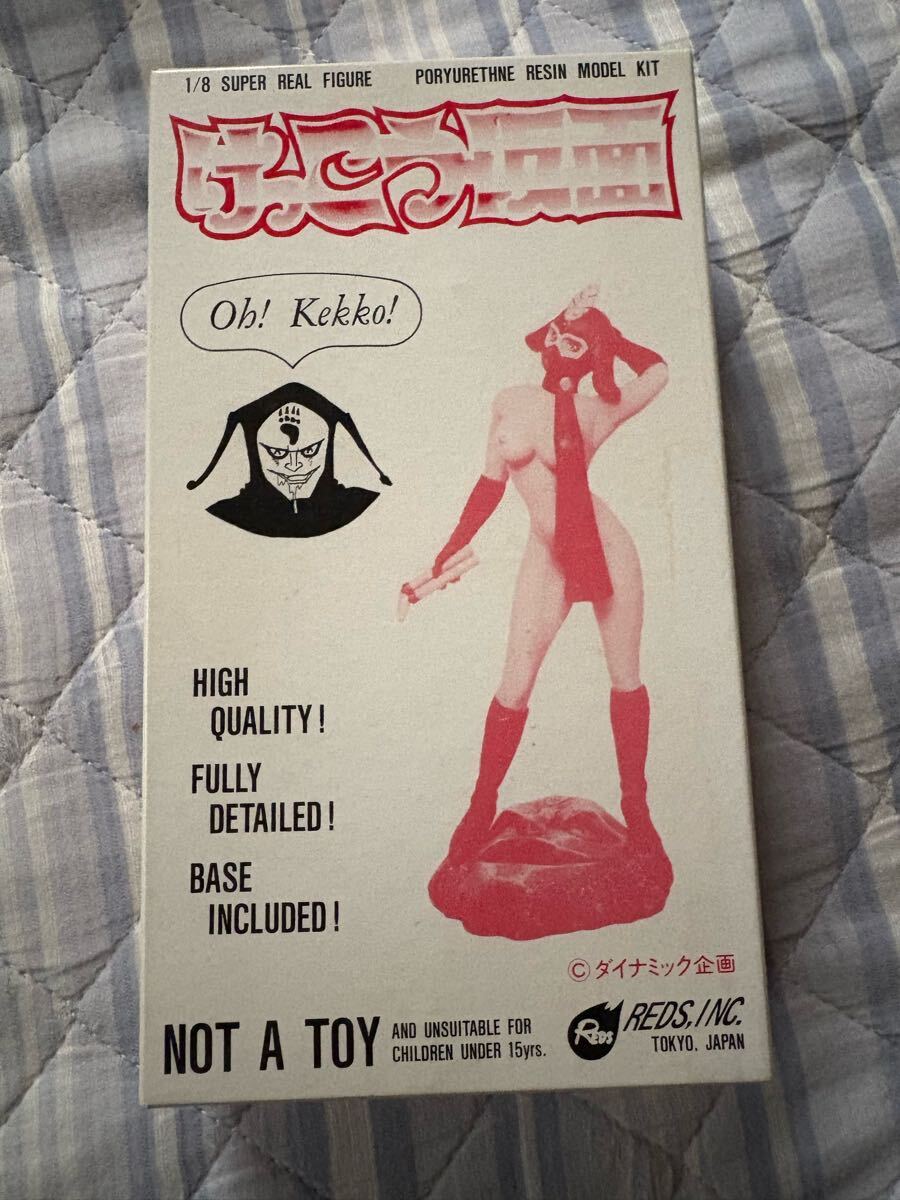 1/8 SUPER REAL FIGURE PORYURETHNE RESIN MODEL KIT
けっこう仮面
Oh! Kekko!
HIGH
QUALITY!
FULLY
DETAILED!
BASE
INCLUDED!
©ダイナミック企画
NOT A TOY
AND UNSUITABLE FOR
CHILDREN UNDER 15yrs.
REDS
REDS, INC.
TOKYO, JAPAN